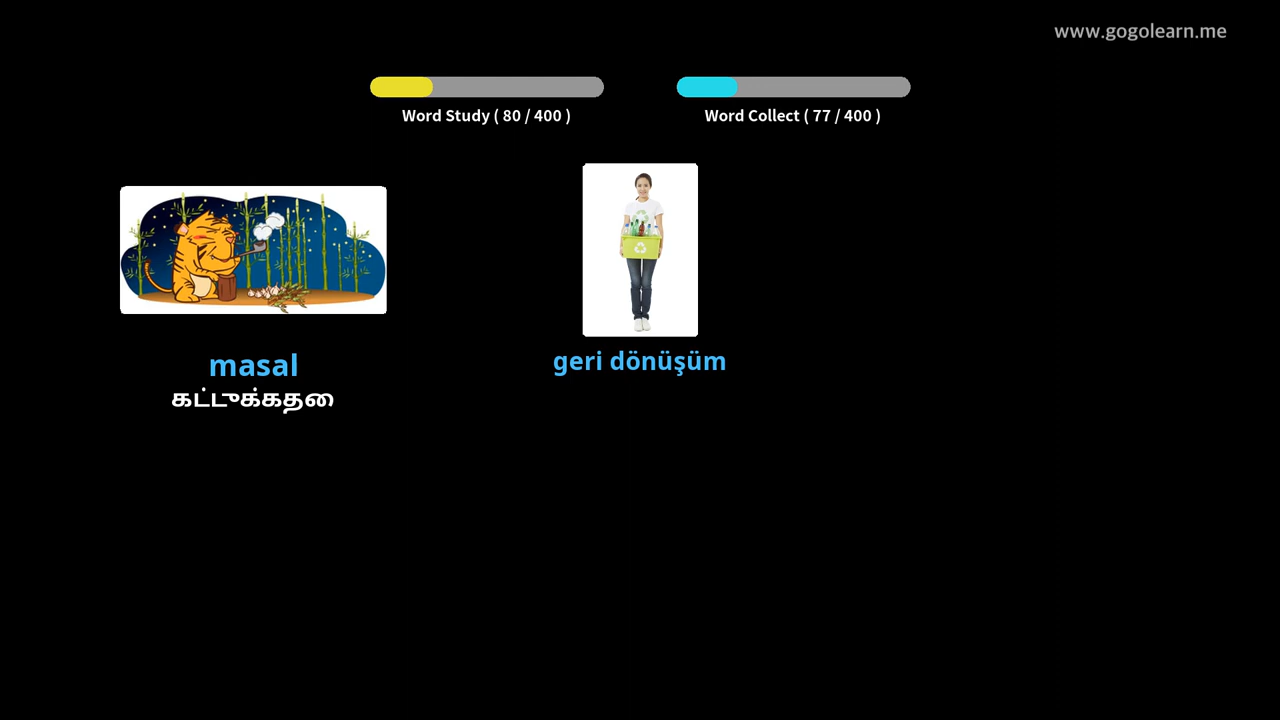 www.gogolearn.me
Word Study ( 80 / 400 )
Word Collect ( 77 / 400 )
masal
கட்டுக்கதை
geri dönüşüm